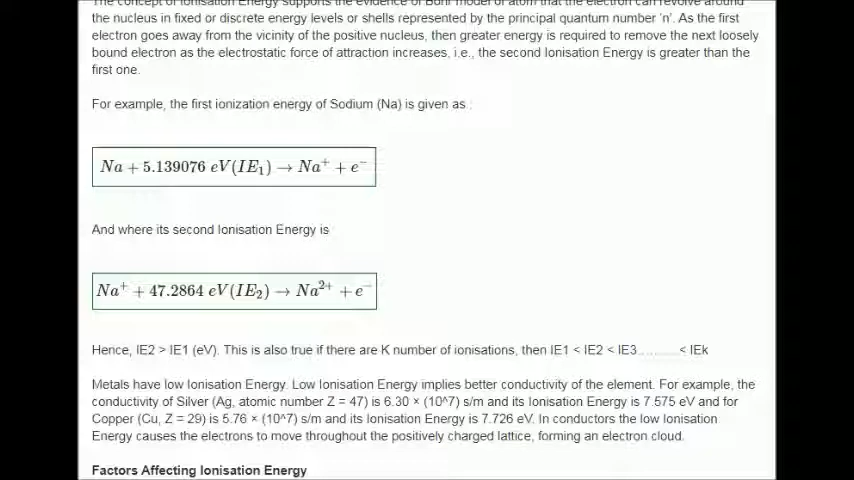 The concept of Ionisation Energy supports the evidence of Bohr model of atom that the electron can revolve around
the nucleus in fixed or discrete energy levels or shells represented by the principal quantum number 'n'. As the first
electron goes away from the vicinity of the positive nucleus, then greater energy is required to remove the next loosely
bound electron as the electrostatic force of attraction increases, i.e., the second Ionisation Energy is greater than the
first one.
For example, the first ionization energy of Sodium (Na) is given as :
Na + 5.139076 eV(IE₁) → Na⁺ + e⁻
And where its second Ionisation Energy is
Na⁺ + 47.2864 eV(IE₂) → Na²⁺ + e⁻
Hence, IE2 > IE1 (eV). This is also true if there are K number of ionisations, then IE1 < IE2 < IE3........... < IEk
Metals have low Ionisation Energy. Low Ionisation Energy implies better conductivity of the element. For example, the
conductivity of Silver (Ag, atomic number Z = 47) is 6.30 × (10^7) s/m and its Ionisation Energy is 7.575 eV and for
Copper (Cu, Z = 29) is 5.76 × (10^7) s/m and its Ionisation Energy is 7.726 eV. In conductors the low Ionisation
Energy causes the electrons to move throughout the positively charged lattice, forming an electron cloud.
Factors Affecting Ionisation Energy